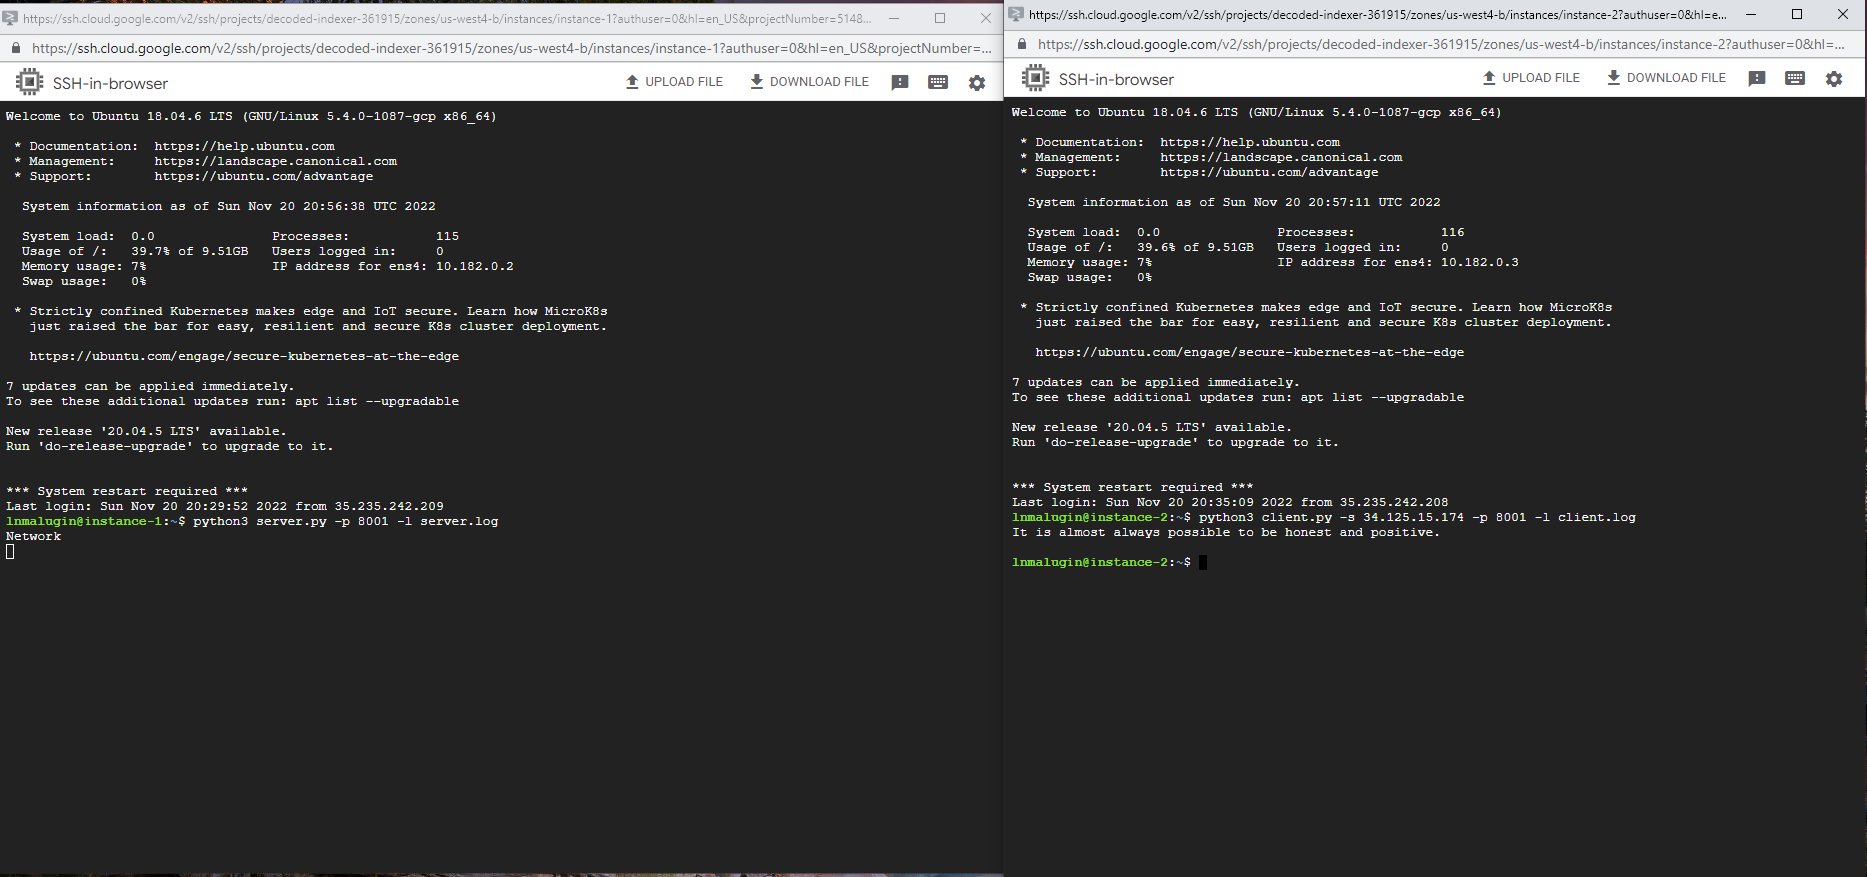 https://ssh.cloud.google.com/v2/ssh/projects/decoded-indexer-361915/zones/us-west4-b/instances/instance-1?authuser=0&hl=en_US&projectNumber=5148...
https://ssh.cloud.google.com/v2/ssh/projects/decoded-indexer-361915/zones/us-west4-b/instances/instance-1?authuser=0&hl=en_US&projectNumber=...
SSH-in-browser
UPLOAD FILE
DOWNLOAD FILE
Welcome to Ubuntu 18.04.6 LTS (GNU/Linux 5.4.0-1087-gcp x86_64)
* Documentation:  https://help.ubuntu.com
* Management:     https://landscape.canonical.com
* Support:        https://ubuntu.com/advantage
System information as of Sun Nov 20 20:56:38 UTC 2022
System load:  0.0               Processes:           115
Usage of /:   39.7% of 9.51GB   Users logged in:     0
Memory usage: 7%                IP address for ens4: 10.182.0.2
Swap usage:   0%
* Strictly confined Kubernetes makes edge and IoT secure. Learn how MicroK8s
just raised the bar for easy, resilient and secure K8s cluster deployment.
https://ubuntu.com/engage/secure-kubernetes-at-the-edge
7 updates can be applied immediately.
To see these additional updates run: apt list --upgradable
New release '20.04.5 LTS' available.
Run 'do-release-upgrade' to upgrade to it.
*** System restart required ***
Last login: Sun Nov 20 20:29:52 2022 from 35.235.242.209
lnmalugin@instance-1:~$ python3 server.py -p 8001 -l server.log
Network
https://ssh.cloud.google.com/v2/ssh/projects/decoded-indexer-361915/zones/us-west4-b/instances/instance-2?authuser=0&hl=e...
https://ssh.cloud.google.com/v2/ssh/projects/decoded-indexer-361915/zones/us-west4-b/instances/instance-2?authuser=0&hl=...
SSH-in-browser
UPLOAD FILE
DOWNLOAD FILE
Welcome to Ubuntu 18.04.6 LTS (GNU/Linux 5.4.0-1087-gcp x86_64)
* Documentation:  https://help.ubuntu.com
* Management:     https://landscape.canonical.com
* Support:        https://ubuntu.com/advantage
System information as of Sun Nov 20 20:57:11 UTC 2022
System load:  0.0               Processes:           116
Usage of /:   39.6% of 9.51GB   Users logged in:     0
Memory usage: 7%                IP address for ens4: 10.182.0.3
Swap usage:   0%
* Strictly confined Kubernetes makes edge and IoT secure. Learn how MicroK8s
just raised the bar for easy, resilient and secure K8s cluster deployment.
https://ubuntu.com/engage/secure-kubernetes-at-the-edge
7 updates can be applied immediately.
To see these additional updates run: apt list --upgradable
New release '20.04.5 LTS' available.
Run 'do-release-upgrade' to upgrade to it.
*** System restart required ***
Last login: Sun Nov 20 20:35:09 2022 from 35.235.242.208
lnmalugin@instance-2:~$ python3 client.py -s 34.125.15.174 -p 8001 -l client.log
It is almost always possible to be honest and positive.
lnmalugin@instance-2:~$